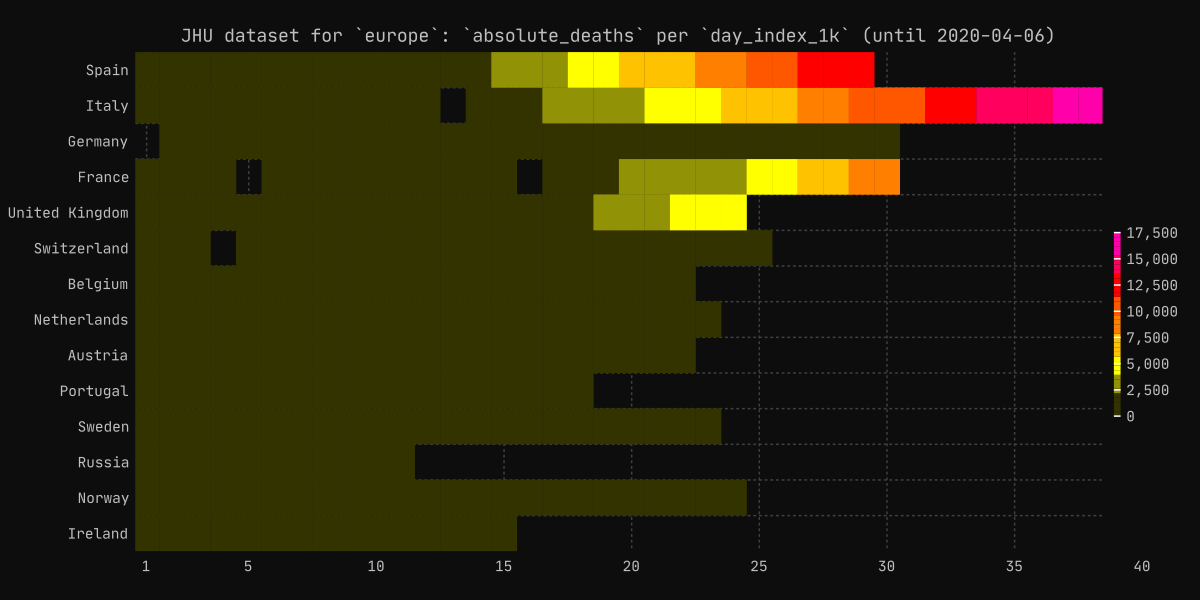 JHU dataset for `europe`: `absolute_deaths` per `day_index_1k` (until 2020-04-06)
Spain
Italy
Germany
France
United Kingdom
Switzerland
Belgium
Netherlands
Austria
Portugal
Sweden
Russia
Norway
Ireland
1 5 10 15 20 25 30 35 40
17,500
15,000
12,500
10,000
7,500
5,000
2,500
0